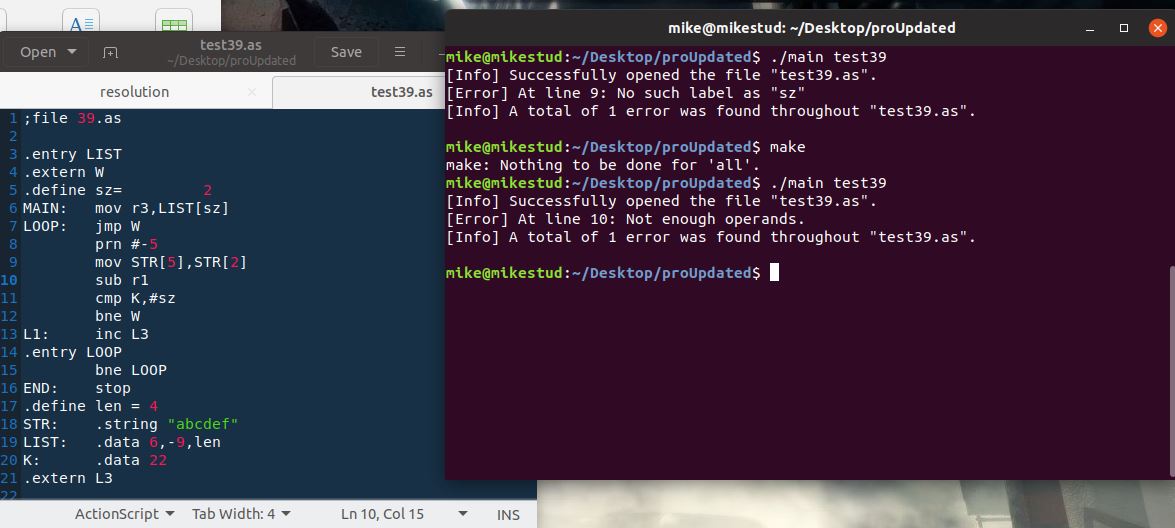 Open
test39.as
~/Desktop/proUpdated
Save
resolution
test39.as
1 ;file 39.as
2
3 .entry LIST
4 .extern W
5 .define sz= 2
6 MAIN: mov r3,LIST[sz]
7 LOOP: jmp W
8 prn #-5
9 mov STR[5],STR[2]
10 sub r1
11 cmp K,#sz
12 bne W
13 L1: inc L3
14 .entry LOOP
15 bne LOOP
16 END: stop
17 .define len = 4
18 STR: .string "abcdef"
19 LIST: .data 6,-9,len
20 K: .data 22
21 .extern L3
22
ActionScript Tab Width: 4 Ln 10, Col 15 INS
mike@mikestud: ~/Desktop/proUpdated
mike@mikestud:~/Desktop/proUpdated$ ./main test39
[Info] Successfully opened the file "test39.as".
[Error] At line 9: No such label as "sz"
[Info] A total of 1 error was found throughout "test39.as".
mike@mikestud:~/Desktop/proUpdated$ make
make: Nothing to be done for 'all'.
mike@mikestud:~/Desktop/proUpdated$ ./main test39
[Info] Successfully opened the file "test39.as".
[Error] At line 10: Not enough operands.
[Info] A total of 1 error was found throughout "test39.as".
mike@mikestud:~/Desktop/proUpdated$